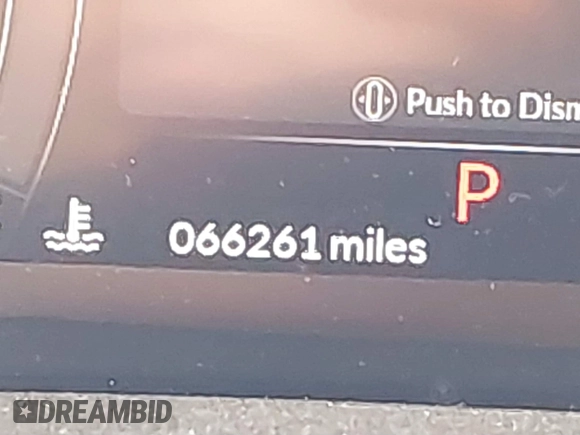 Push to Dism
P
066261 miles
DREAMBID